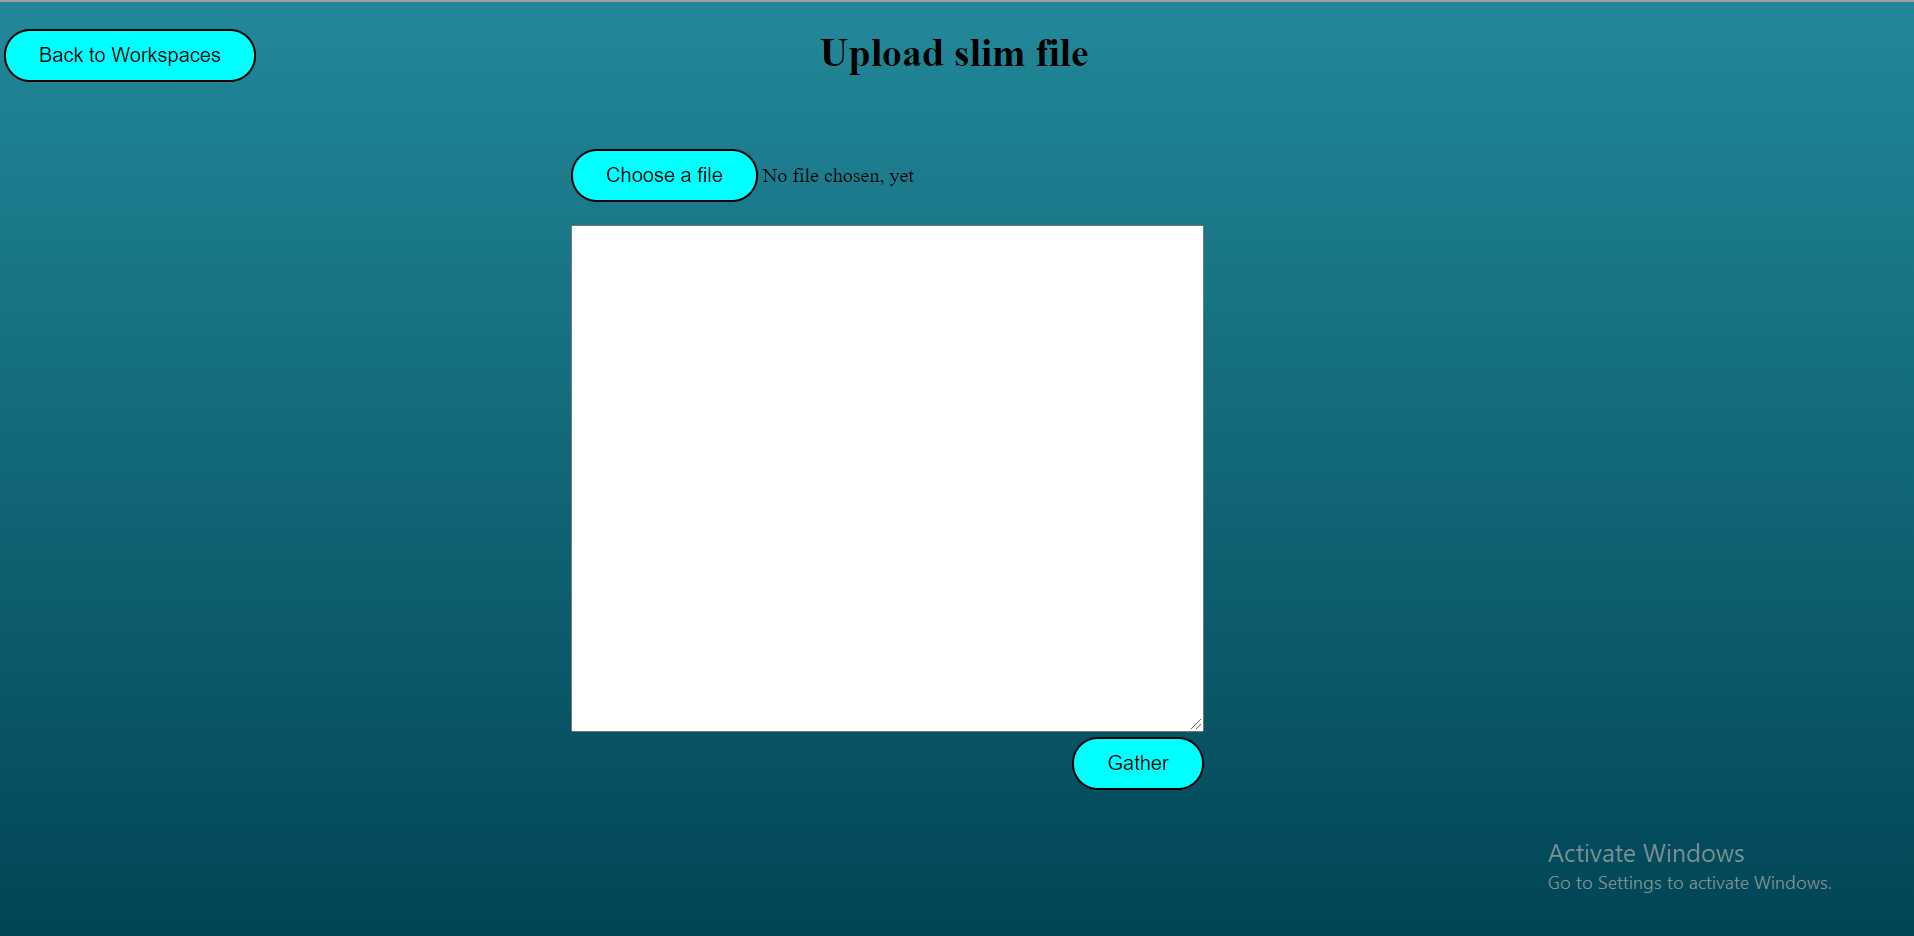 Back to Workspaces
Upload slim file
Choose a file No file chosen, yet
Gather
Activate Windows
Go to Settings to activate Windows.